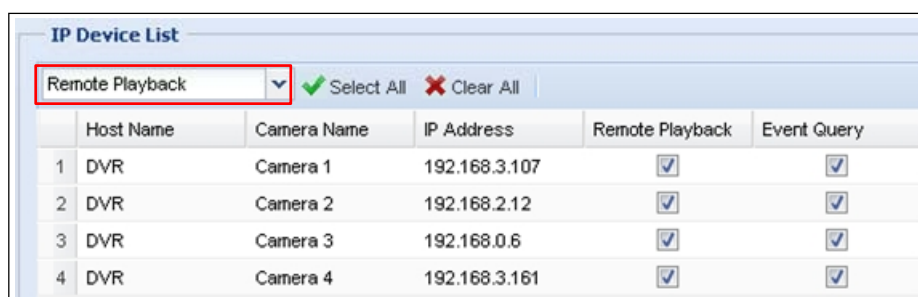 IP Device List
Remote Playback Select All Clear All
Host Name Camera Name IP Address Remote Playback Event Query
1 DVR Camera 1 192.168.3.107
2 DVR Camera 2 192.168.2.12
3 DVR Camera 3 192.168.0.6
4 DVR Camera 4 192.168.3.161